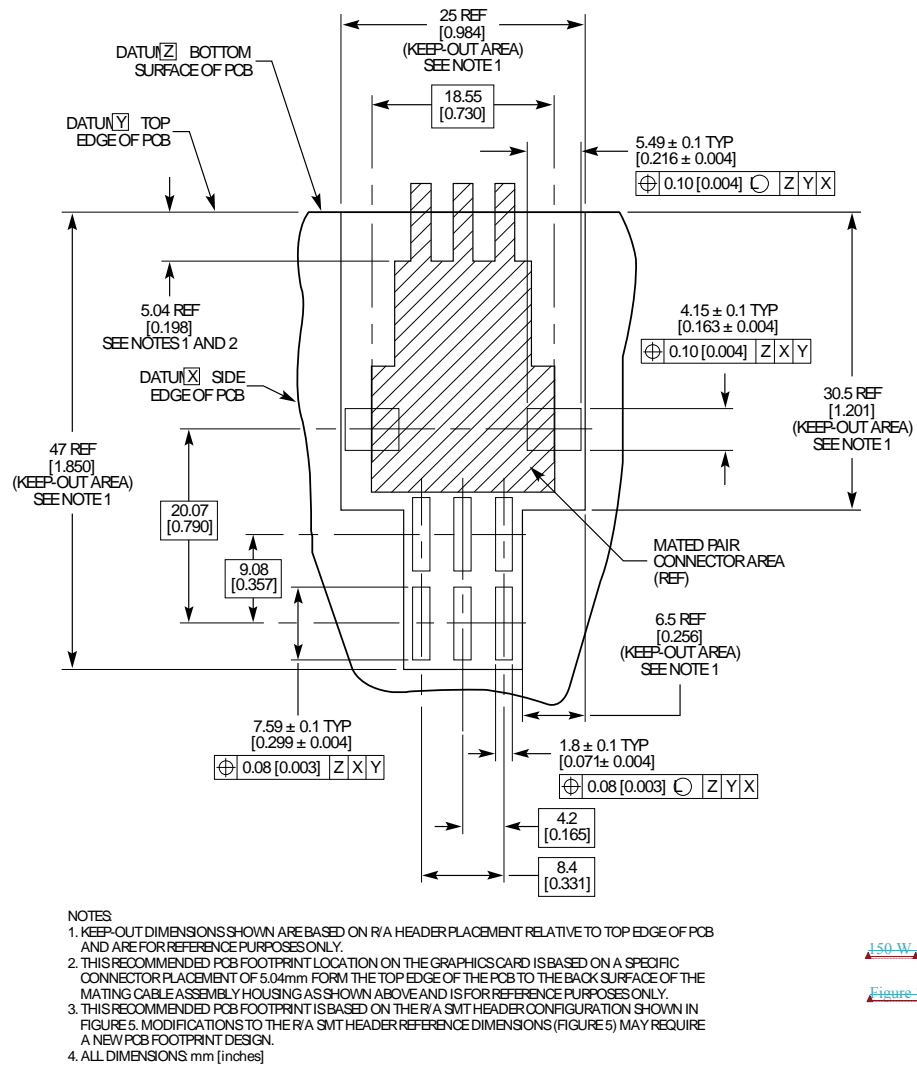 25 REF
[0.984]
(KEEP-OUT AREA)
SEE NOTE 1
DATUM Z BOTTOM
SURFACE OF PCB
18.55
[0.730]
DATUM Y TOP
EDGE OF PCB
5.49 ± 0.1 TYP
[0.216 ± 0.004]
⌖ 0.10 [0.004] Ⓛ Z Y X
5.04 REF
[0.198]
SEE NOTES 1 AND 2
4.15 ± 0.1 TYP
[0.163 ± 0.004]
⌖ 0.10 [0.004] Z X Y
DATUM X SIDE
EDGE OF PCB
30.5 REF
[1.201]
(KEEP-OUT AREA)
SEE NOTE 1
47 REF
[1.850]
(KEEP-OUT AREA)
SEE NOTE 1
20.07
[0.790]
9.08
[0.357]
MATED PAIR
CONNECTOR AREA
(REF)
6.5 REF
[0.256]
(KEEP-OUT AREA)
SEE NOTE 1
7.59 ± 0.1 TYP
[0.299 ± 0.004]
⌖ 0.08 [0.003] Z X Y
1.8 ± 0.1 TYP
[0.071± 0.004]
⌖ 0.08 [0.003] Ⓛ Z Y X
4.2
[0.165]
8.4
[0.331]
NOTES:
1. KEEP-OUT DIMENSIONS SHOWN ARE BASED ON R/A HEADER PLACEMENT RELATIVE TO TOP EDGE OF PCB
AND ARE FOR REFERENCE PURPOSES ONLY.
2. THIS RECOMMENDED PCB FOOTPRINT LOCATION ON THE GRAPHICS CARD IS BASED ON A SPECIFIC
CONNECTOR PLACEMENT OF 5.04mm FORM THE TOP EDGE OF THE PCB TO THE BACK SURFACE OF THE
MATING CABLE ASSEMBLY HOUSING AS SHOWN ABOVE AND IS FOR REFERENCE PURPOSES ONLY.
3. THIS RECOMMENDED PCB FOOTPRINT IS BASED ON THE R/A SMT HEADER CONFIGURATION SHOWN IN
FIGURE 5. MODIFICATIONS TO THE R/A SMT HEADER REFERENCE DIMENSIONS (FIGURE 5) MAY REQUIRE
A NEW PCB FOOTPRINT DESIGN.
4. ALL DIMENSIONS: mm [inches]
150 W
Figure